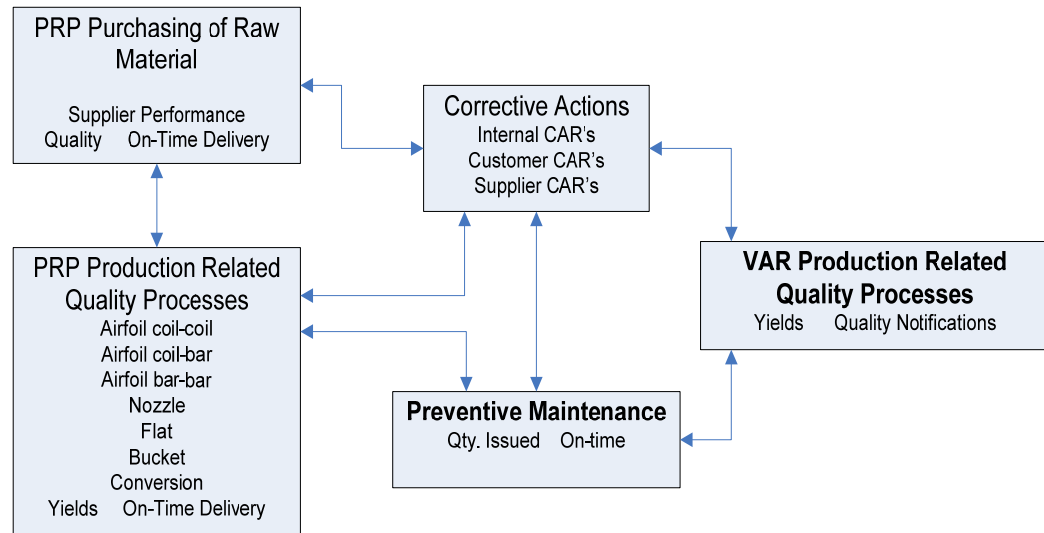 PRP Purchasing of Raw
Material
Supplier Performance
Quality On-Time Delivery
Corrective Actions
Internal CAR's
Customer CAR's
Supplier CAR's
PRP Production Related
Quality Processes
Airfoil coil-coil
Airfoil coil-bar
Airfoil bar-bar
Nozzle
Flat
Bucket
Conversion
Yields On-Time Delivery
VAR Production Related
Quality Processes
Yields Quality Notifications
Preventive Maintenance
Qty. Issued On-time